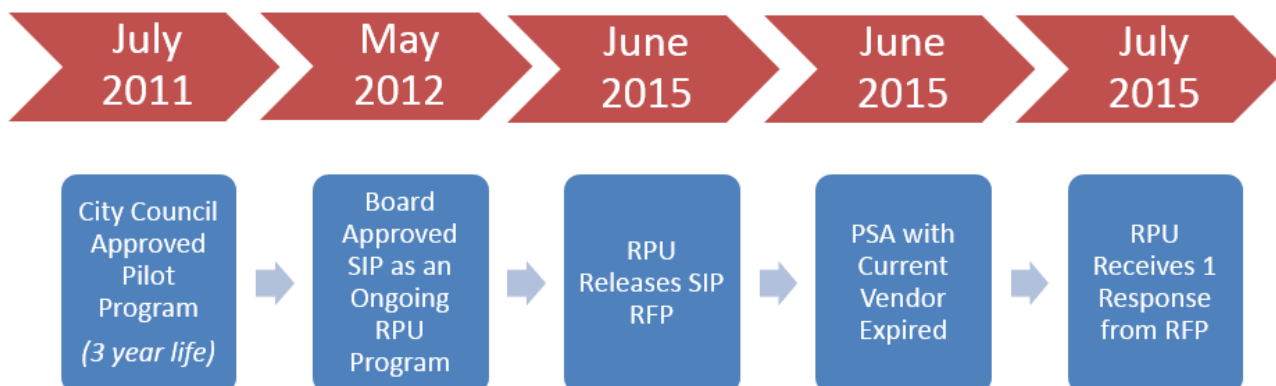 July
2011
May
2012
June
2015
June
2015
July
2015
City Council
Approved
Pilot
Program
(3 year life)
Board
Approved
SIP as an
Ongoing
RPU
Program
RPU
Releases SIP
RFP
PSA with
Current
Vendor
Expired
RPU
Receives 1
Response
from RFP